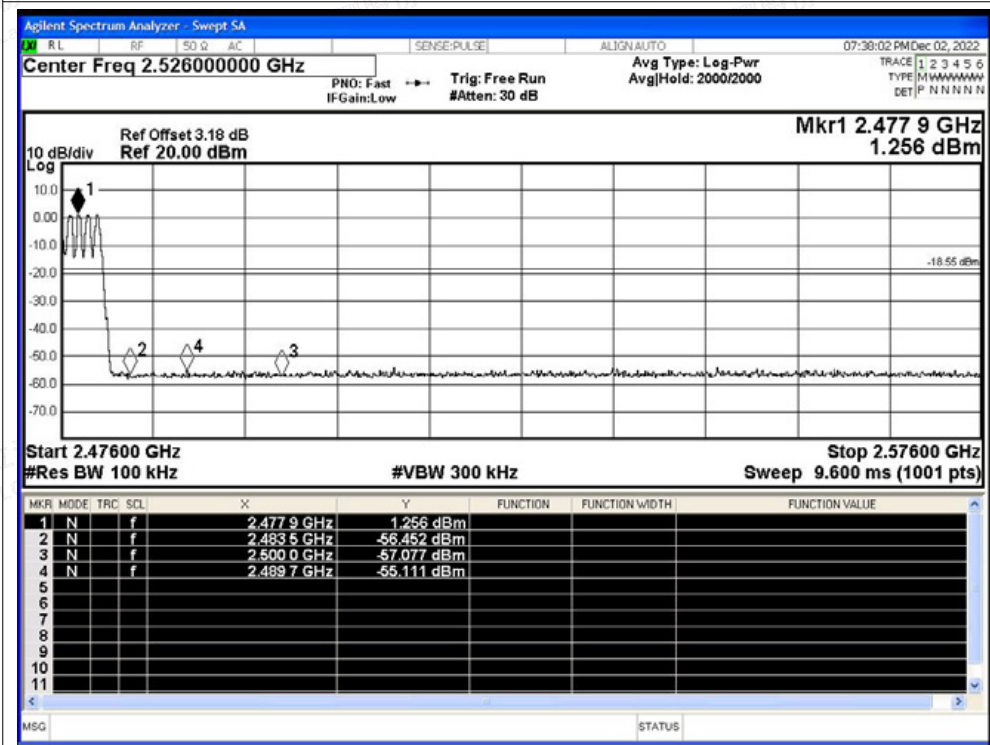 Agilent Spectrum Analyzer - Swept SA
LXI RL RF 50 Ω AC SENSE:PULSE ALIGN AUTO 07:38:02 PM Dec 02, 2022
Center Freq 2.526000000 GHz
PNO: Fast
IFGain:Low
Trig: Free Run
#Atten: 30 dB
Avg Type: Log-Pwr
Avg|Hold: 2000/2000
TRACE 1 2 3 4 5 6
TYPE M WWWWW
DET P N N N N N
Mkr1 2.477 9 GHz
1.256 dBm
Ref Offset 3.18 dB
10 dB/div Ref 20.00 dBm
Log
10.0
0.00
-10.0
-20.0
-30.0
-40.0
-50.0
-60.0
-70.0
1
-18.55 dBm
2 4 3
Start 2.47600 GHz Stop 2.57600 GHz
#Res BW 100 kHz #VBW 300 kHz Sweep 9.600 ms (1001 pts)
MKR MODE TRC SCL X Y FUNCTION FUNCTION WIDTH FUNCTION VALUE
1 N f 2.477 9 GHz 1.256 dBm
2 N f 2.483 5 GHz -56.452 dBm
3 N f 2.500 0 GHz -57.077 dBm
4 N f 2.489 7 GHz -55.111 dBm
5
6
7
8
9
10
11
MSG STATUS